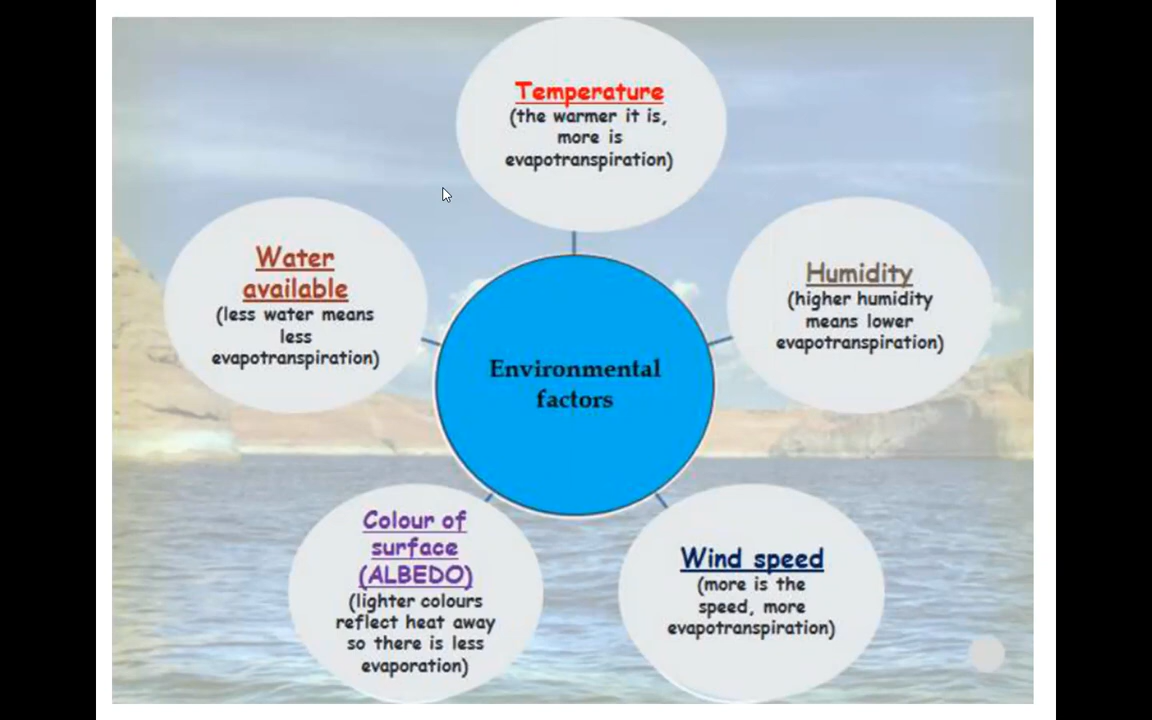 Temperature
(the warmer it is,
more is
evapotranspiration)
Water
available
(less water means
less
evapotranspiration)
Humidity
(higher humidity
means lower
evapotranspiration)
Environmental
factors
Colour of
surface
(ALBEDO)
(lighter colours
reflect heat away
so there is less
evaporation)
Wind speed
(more is the
speed, more
evapotranspiration)